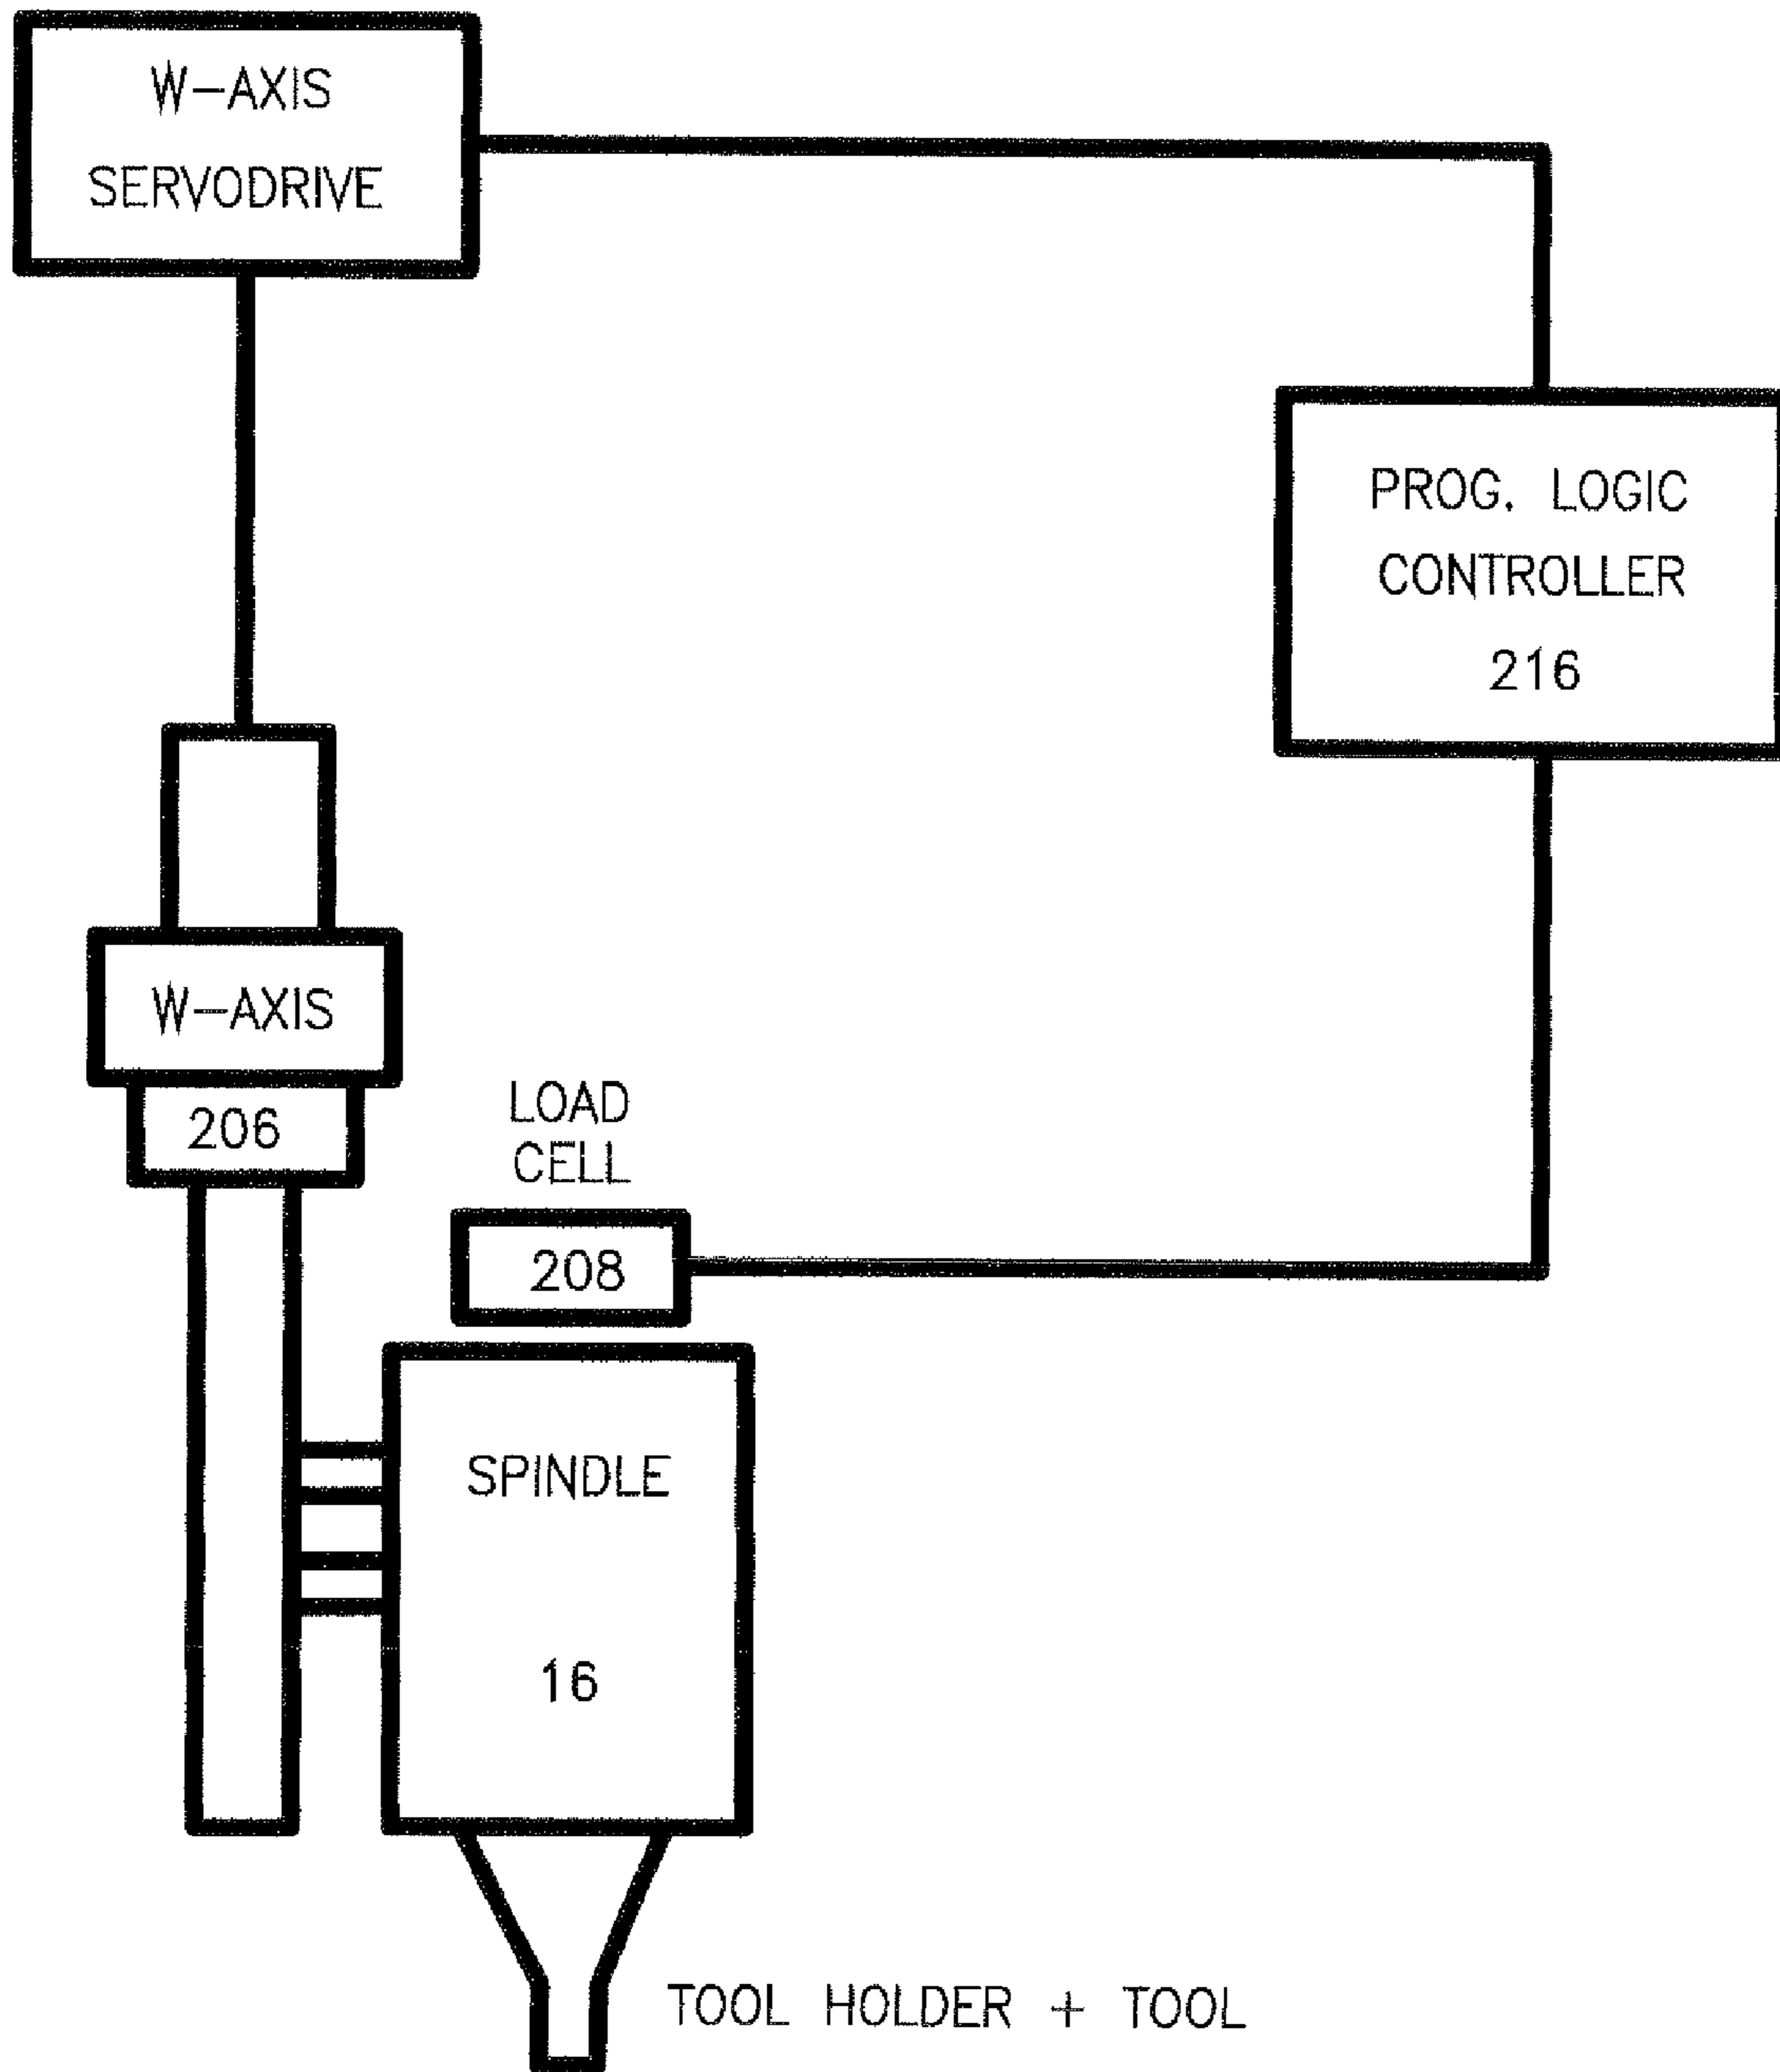 W-AXIS
SERVODRIVE
PROG. LOGIC
CONTROLLER
216
W-AXIS
206
LOAD
CELL
208
SPINDLE
16
TOOL HOLDER + TOOL